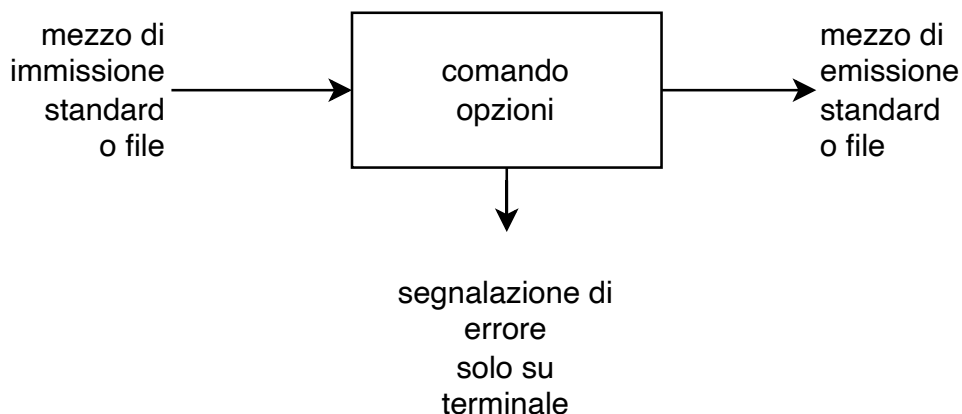 mezzo di
immissione
standard
o file
comando
opzioni
mezzo di
emissione
standard
o file
segnalazione di
errore
solo su
terminale